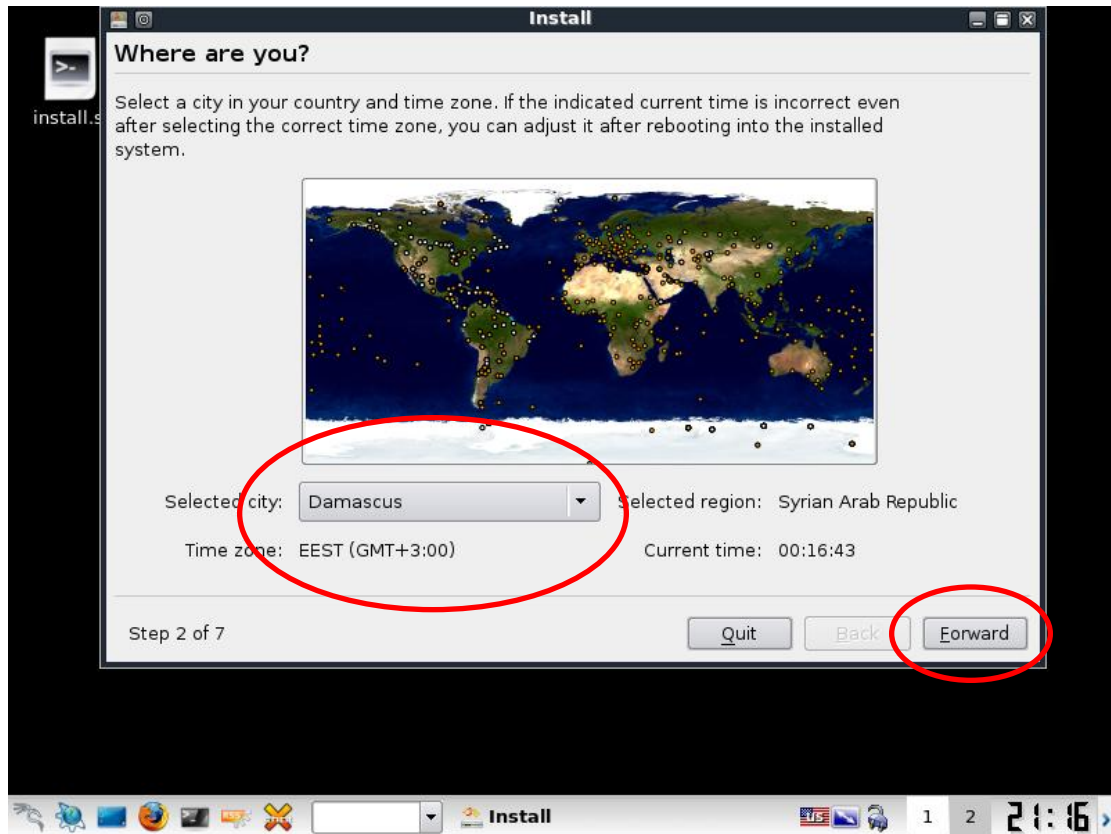 Install
Where are you?
install.s
Select a city in your country and time zone. If the indicated current time is incorrect even
after selecting the correct time zone, you can adjust it after rebooting into the installed
system.
Selected city: Damascus Selected region: Syrian Arab Republic
Time zone: EEST (GMT+3:00) Current time: 00:16:43
Step 2 of 7 Quit Back Forward
Install US 1 2 21:16